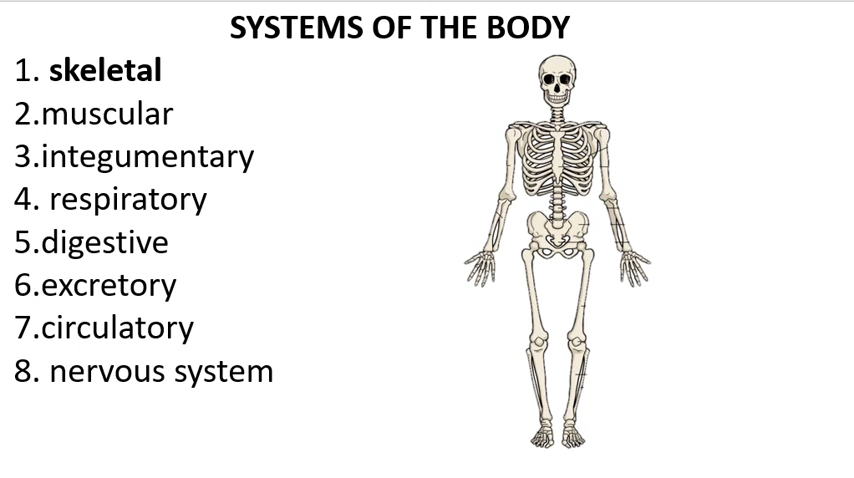 SYSTEMS OF THE BODY
1. skeletal
2.muscular
3.integumentary
4. respiratory
5.digestive
6.excretory
7.circulatory
8. nervous system